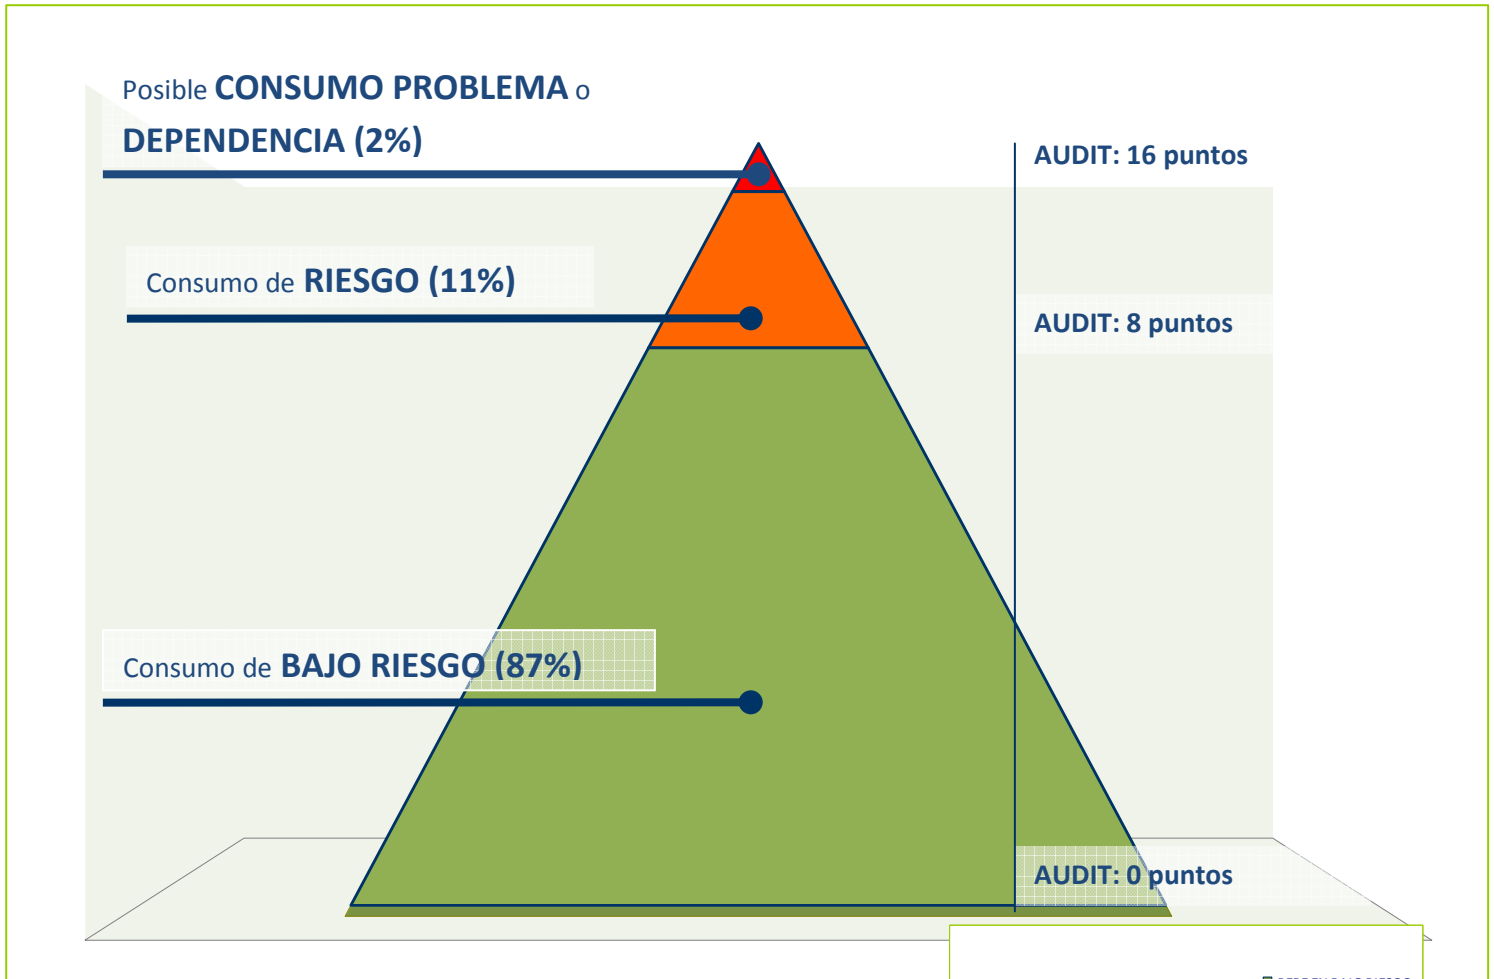 Posible CONSUMO PROBLEMA o
DEPENDENCIA (2%)
AUDIT: 16 puntos
Consumo de RIESGO (11%)
AUDIT: 8 puntos
Consumo de BAJO RIESGO (87%)
AUDIT: 0 puntos